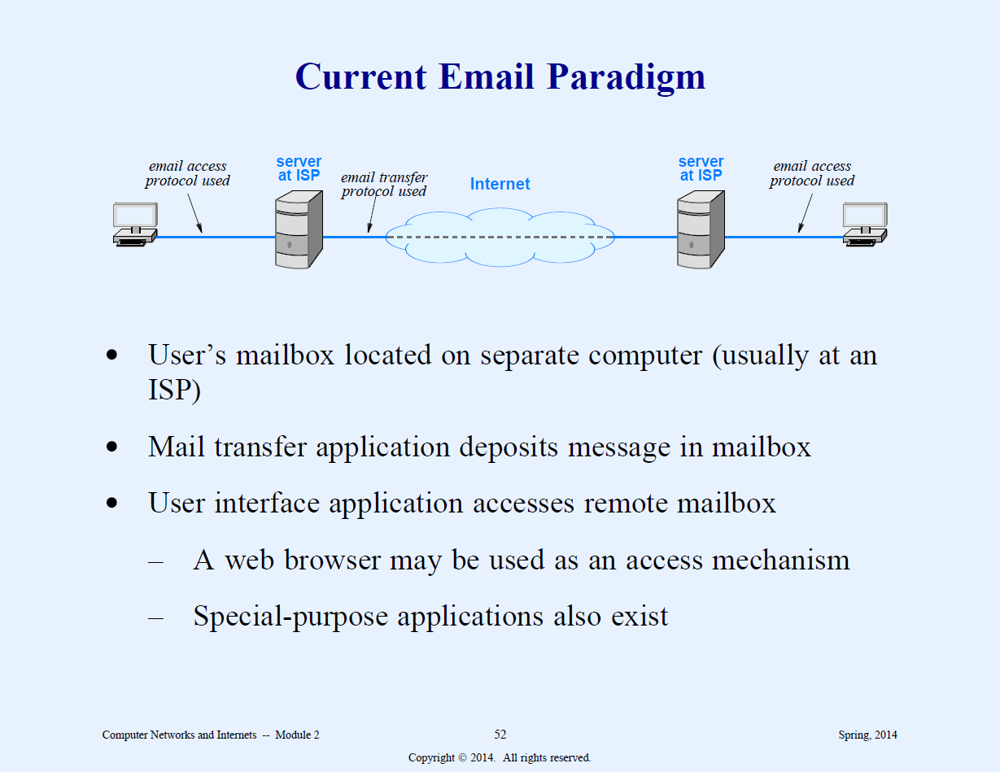 Current Email Paradigm
email access
protocol used
server
at ISP
email transfer
protocol used
Internet
server
at ISP
email access
protocol used
• User’s mailbox located on separate computer (usually at an
ISP)
• Mail transfer application deposits message in mailbox
• User interface application accesses remote mailbox
– A web browser may be used as an access mechanism
– Special-purpose applications also exist
Computer Networks and Internets -- Module 2 52 Spring, 2014
Copyright © 2014. All rights reserved.